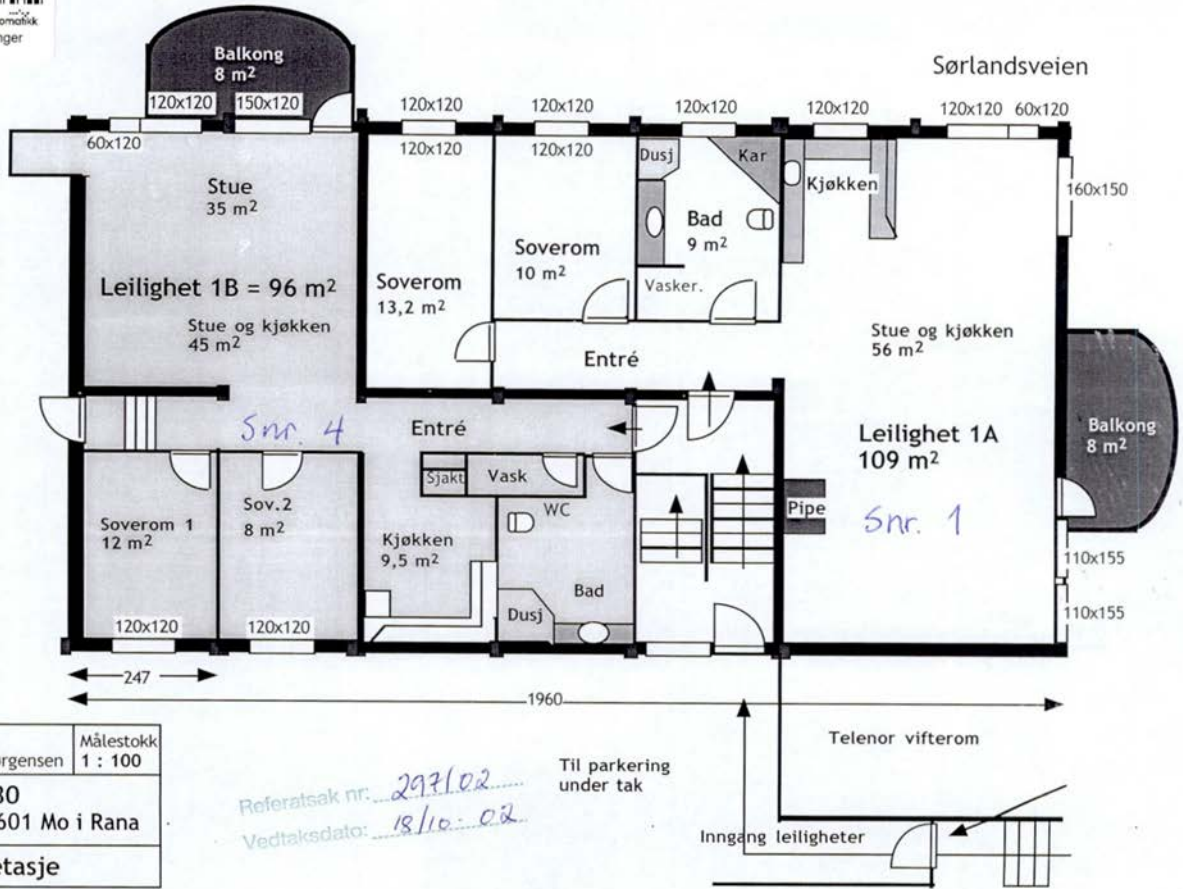 omatikk
nger
Balkong
8 m²
Sørlandsveien
120x120 150x120 120x120 120x120 120x120 120x120 120x120 60x120
60x120 120x120 120x120
Dusj Kar
Kjøkken
160x150
Stue
35 m²
Bad
9 m²
Soverom
10 m²
Soverom
13,2 m²
Vasker.
Leilighet 1B = 96 m²
Stue og kjøkken
45 m²
Stue og kjøkken
56 m²
Entré
Snr. 4
Entré
Leilighet 1A
109 m²
Balkong
8 m²
Sjakt Vask
Soverom 1
12 m²
Sov.2
8 m²
WC
Pipe
Snr. 1
Kjøkken
9,5 m²
Bad
Dusj
110x155
110x155
120x120 120x120
247
1960
ørgensen
Målestokk
1 : 100
30
601 Mo i Rana
etasje
Referatsak nr: 297/02
Vedtaksdato: 18/10-02
Til parkering
under tak
Telenor vifterom
Inngang leiligheter